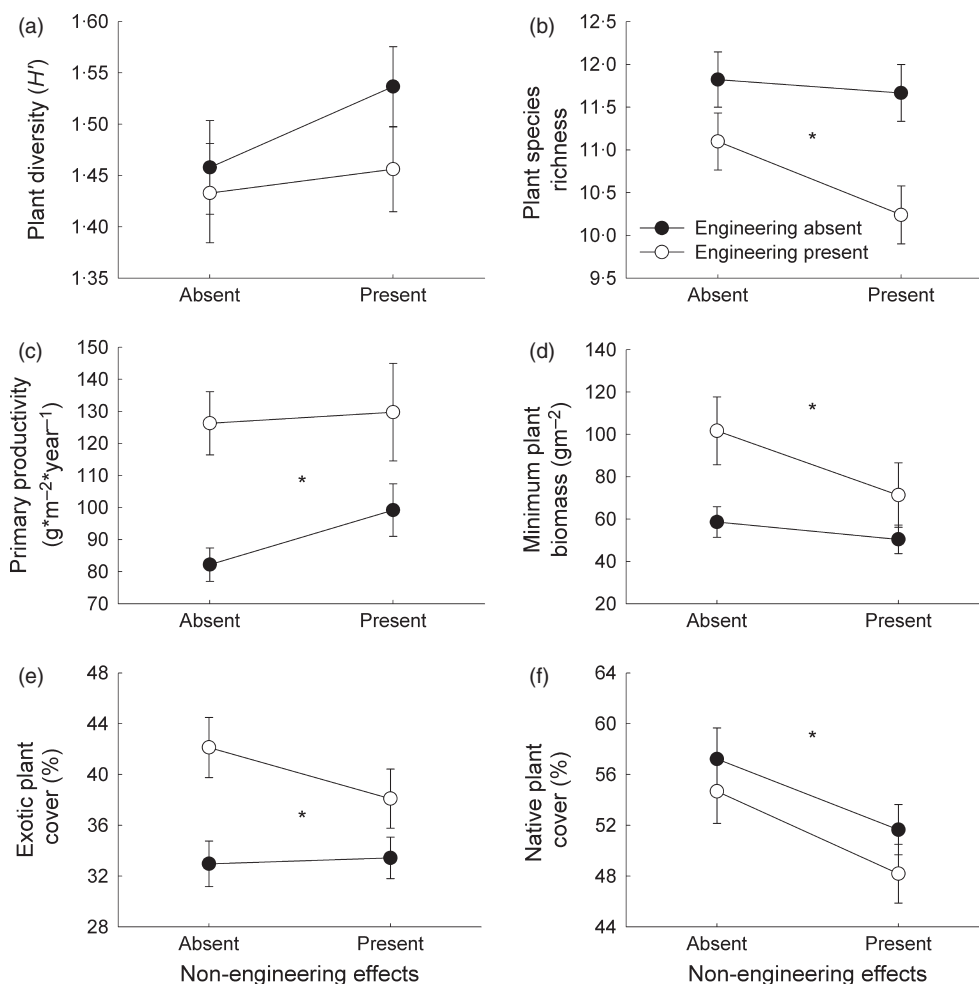 (a)
Plant diversity (H′)
1·60
1·55
1·50
1·45
1·40
1·35
Absent
Present
(b)
Plant species
richness
12·5
12·0
11·5
11·0
10·5
10·0
9·5
*
Engineering absent
Engineering present
Absent
Present
(c)
Primary productivity
(g*m⁻²*year⁻¹)
150
140
130
120
110
100
90
80
70
*
Absent
Present
(d)
Minimum plant
biomass (gm⁻²)
140
120
100
80
60
40
20
*
Absent
Present
(e)
Exotic plant
cover (%)
48
44
40
36
32
28
*
Absent
Present
Non-engineering effects
(f)
Native plant
cover (%)
64
60
56
52
48
44
*
Absent
Present
Non-engineering effects